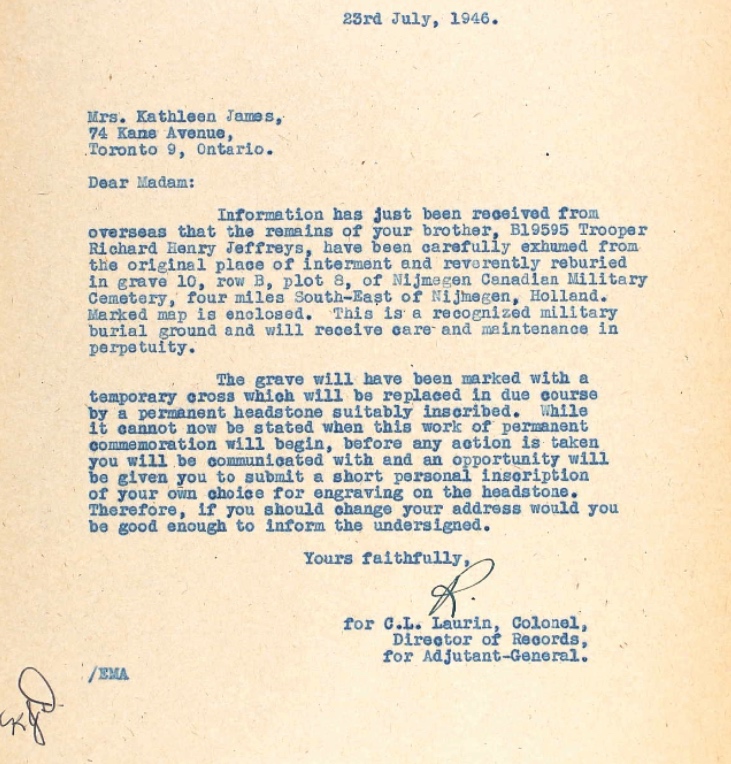 23rd July, 1946.
Mrs. Kathleen James,
74 Kane Avenue,
Toronto 9, Ontario.
Dear Madam:
Information has just been received from
overseas that the remains of your brother, B19595 Trooper
Richard Henry Jeffreys, have been carefully exhumed from
the original place of interment and reverently reburied
in grave 10, row B, plot 8, of Nijmegen Canadian Military
Cemetery, four miles South-East of Nijmegen, Holland.
Marked map is enclosed. This is a recognized military
burial ground and will receive care and maintenance in
perpetuity.
The grave will have been marked with a
temporary cross which will be replaced in due course
by a permanent headstone suitably inscribed. While
it cannot now be stated when this work of permanent
commemoration will begin, before any action is taken
you will be communicated with and an opportunity will
be given you to submit a short personal inscription
of your own choice for engraving on the headstone.
Therefore, if you should change your address would you
be good enough to inform the undersigned.
Yours faithfully,
R.
for C.L. Laurin, Colonel,
Director of Records,
for Adjutant-General.
/EMA